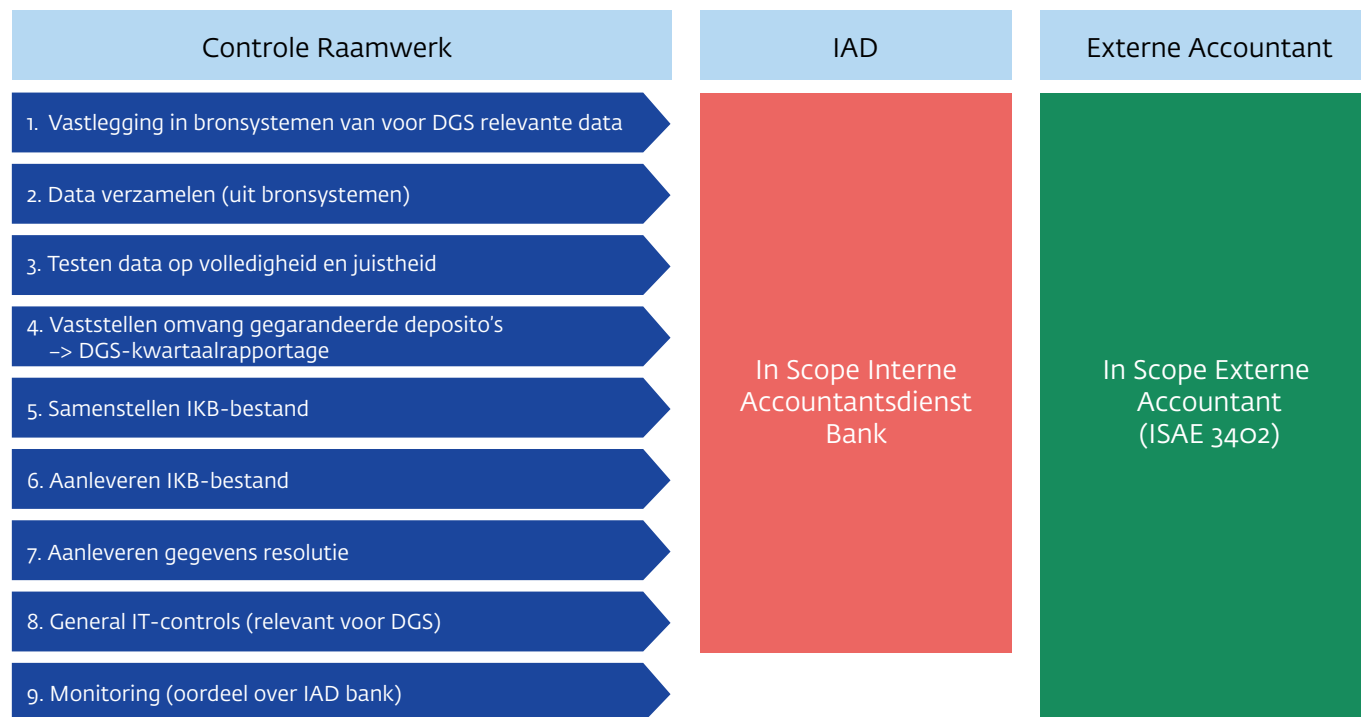 Controle Raamwerk
IAD
Externe Accountant
1. Vastlegging in bronsystemen van voor DGS relevante data
2. Data verzamelen (uit bronsystemen)
3. Testen data op volledigheid en juistheid
4. Vaststellen omvang gegarandeerde deposito's
–> DGS-kwartaalrapportage
5. Samenstellen IKB-bestand
6. Aanleveren IKB-bestand
7. Aanleveren gegevens resolutie
8. General IT-controls (relevant voor DGS)
9. Monitoring (oordeel over IAD bank)
In Scope Interne
Accountantsdienst
Bank
In Scope Externe
Accountant
(ISAE 3402)